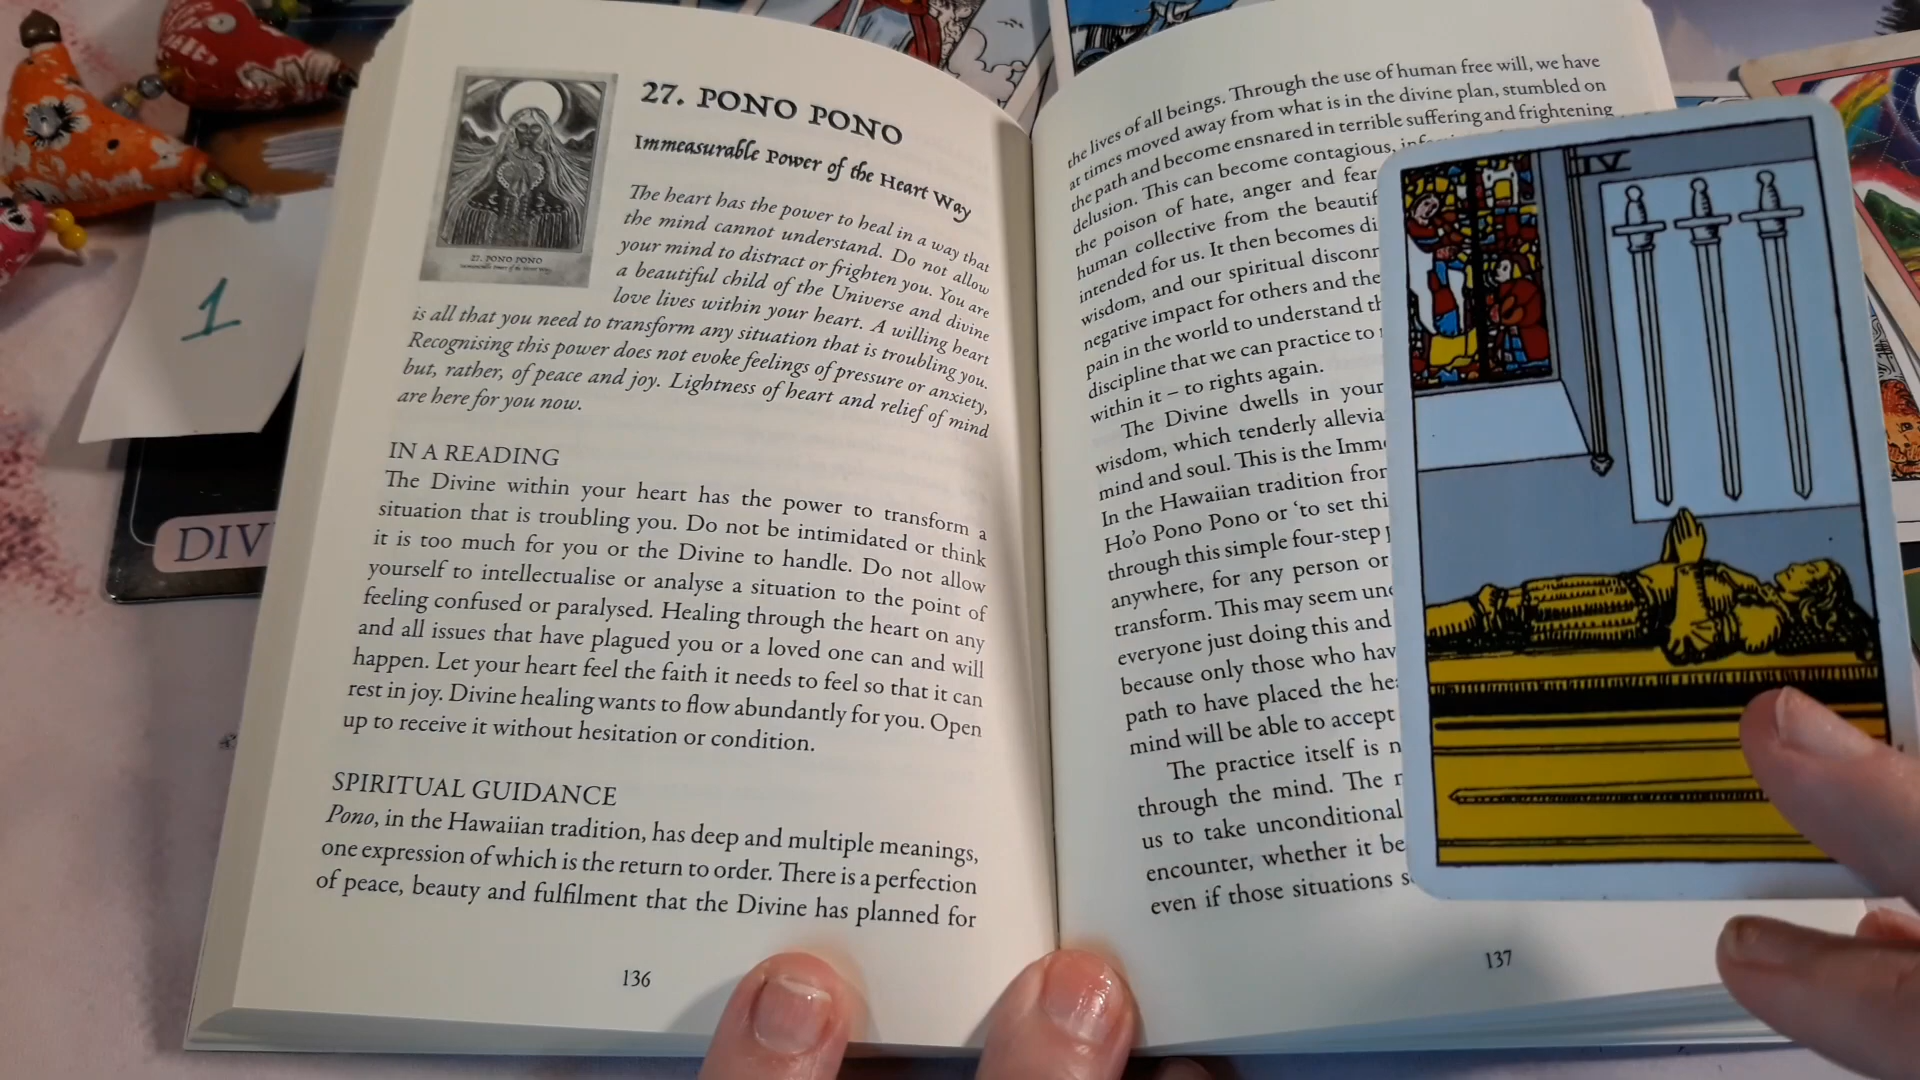 1
DIV
27. PONO PONO
Immeasurable Power of the Heart Way
27. PONO PONO
The heart has the power to heal in a way that
the mind cannot understand. Do not allow
your mind to distract or frighten you. You are
a beautiful child of the Universe and divine
love lives within your heart. A willing heart
is all that you need to transform any situation that is troubling you.
Recognising this power does not evoke feelings of pressure or anxiety,
but, rather, of peace and joy. Lightness of heart and relief of mind
are here for you now.
IN A READING
The Divine within your heart has the power to transform a
situation that is troubling you. Do not be intimidated or think
it is too much for you or the Divine to handle. Do not allow
yourself to intellectualise or analyse a situation to the point of
feeling confused or paralysed. Healing through the heart on any
and all issues that have plagued you or a loved one can and will
happen. Let your heart feel the faith it needs to feel so that it can
rest in joy. Divine healing wants to flow abundantly for you. Open
up to receive it without hesitation or condition.
SPIRITUAL GUIDANCE
Pono, in the Hawaiian tradition, has deep and multiple meanings,
one expression of which is the return to order. There is a perfection
of peace, beauty and fulfilment that the Divine has planned for
136
the lives of all beings. Through the use of human free will, we have
at times moved away from what is in the divine plan, stumbled on
the path and become ensnared in terrible suffering and frightening
delusion. This can become contagious,
the poison of hate, anger and fear
human collective from the beautif
intended for us. It then becomes di
wisdom, and our spiritual disconn
negative impact for others and the
pain in the world to understand th
discipline that we can practice to
within it – to rights again.
The Divine dwells in your
wisdom, which tenderly allevia
mind and soul. This is the Imm
In the Hawaiian tradition from
Ho'o Pono Pono or 'to set thi
through this simple four-step
anywhere, for any person or
transform. This may seem un
everyone just doing this and
because only those who hav
path to have placed the hea
mind will be able to accept
The practice itself is n
through the mind. The
us to take unconditional
encounter, whether it be
even if those situations s
137
IV